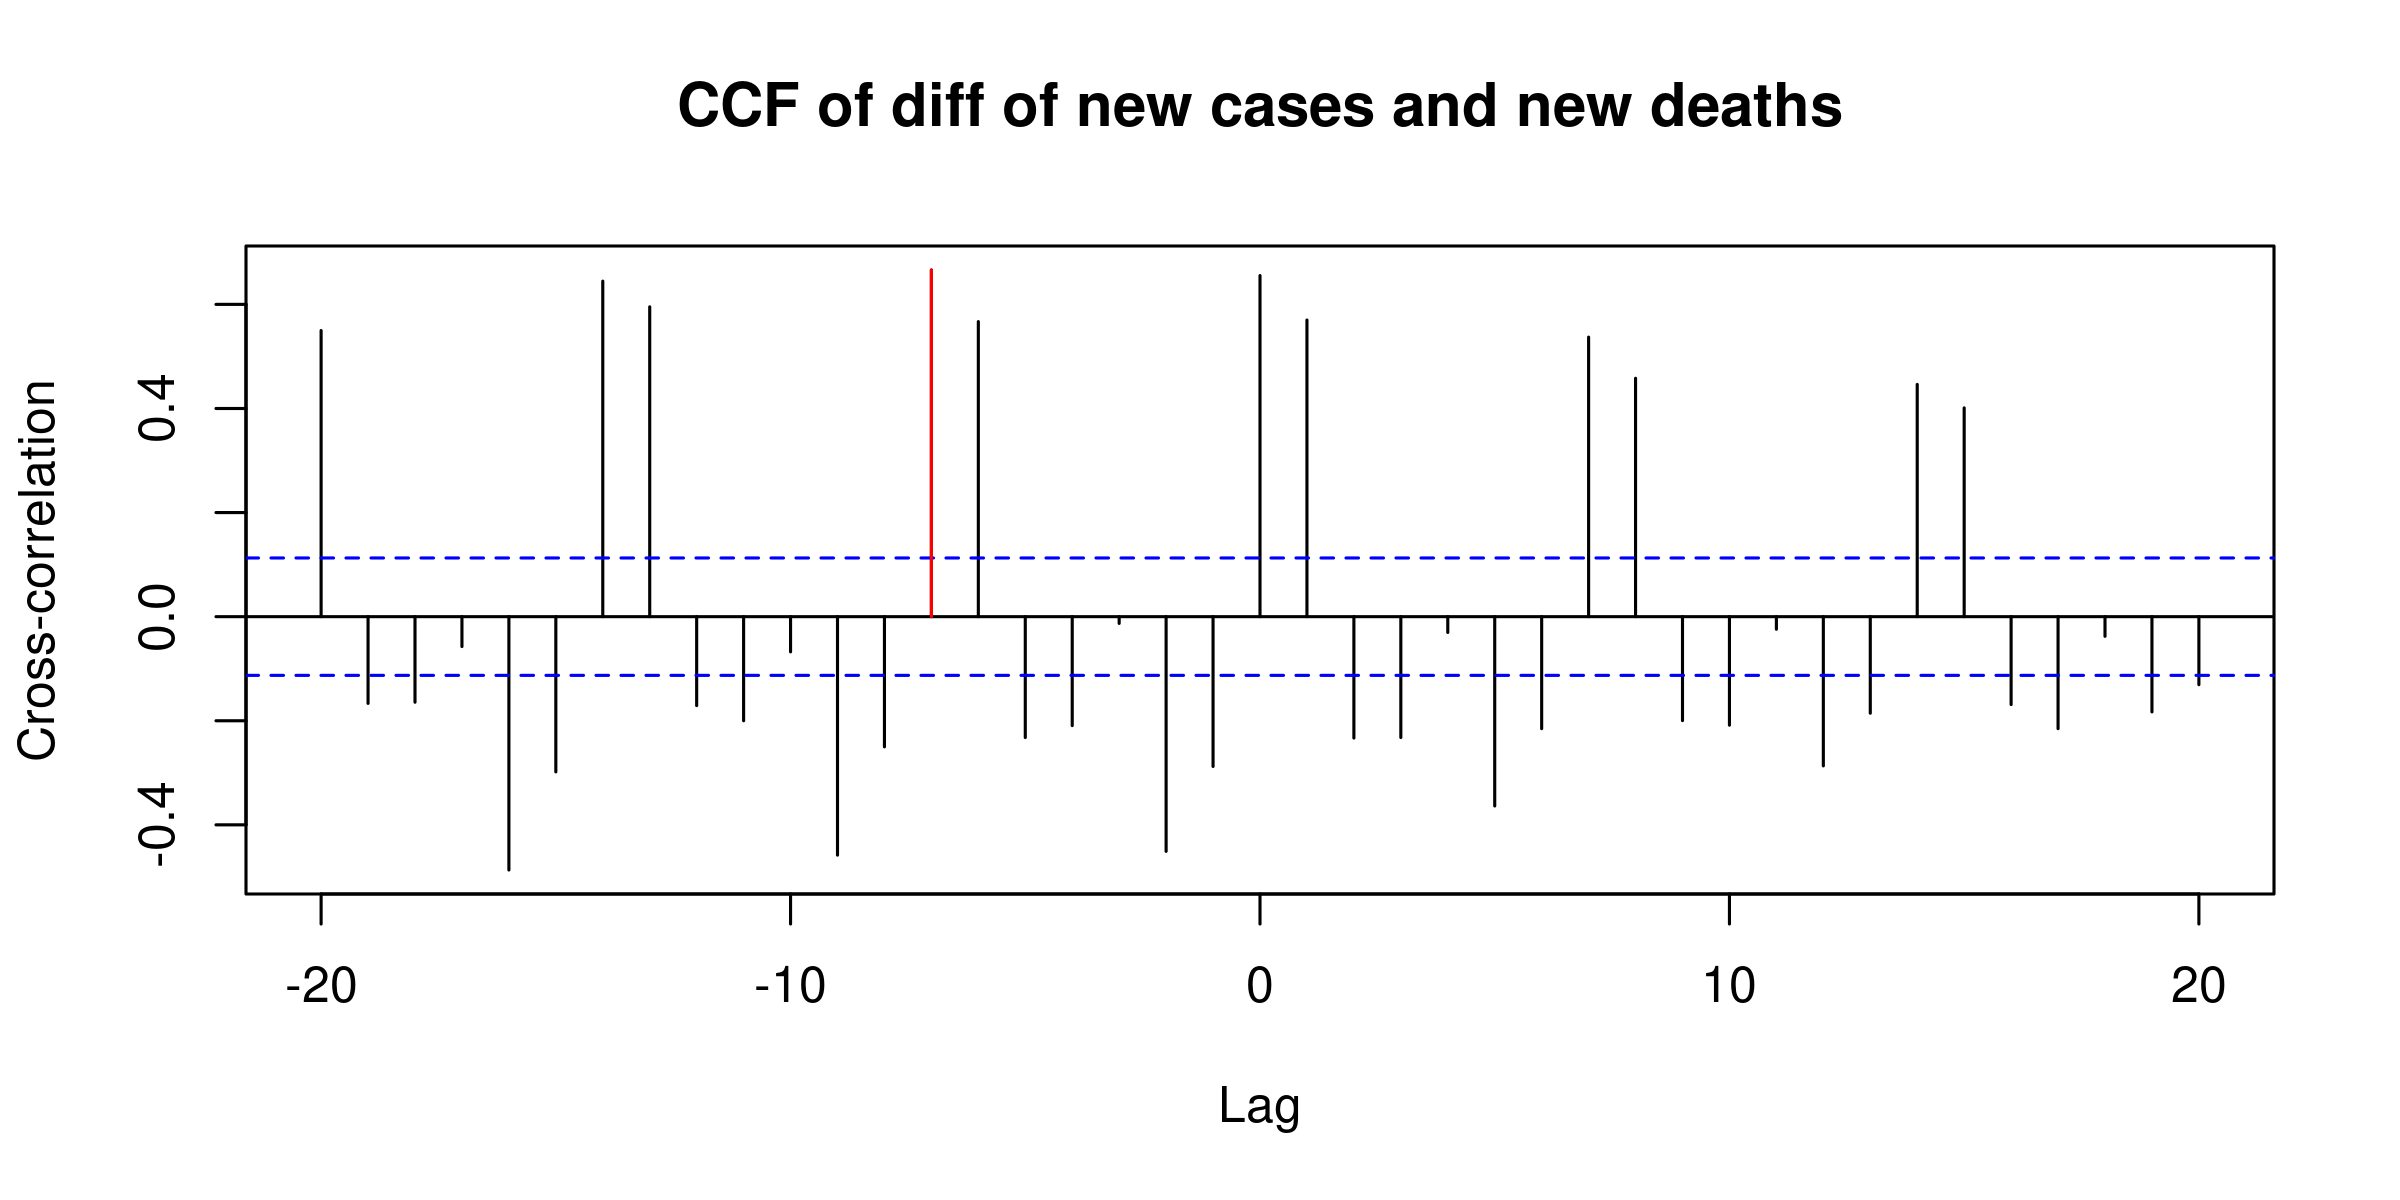 CCF of diff of new cases and new deaths
Cross-correlation
0.4
0.0
-0.4
-20 -10 0 10 20
Lag